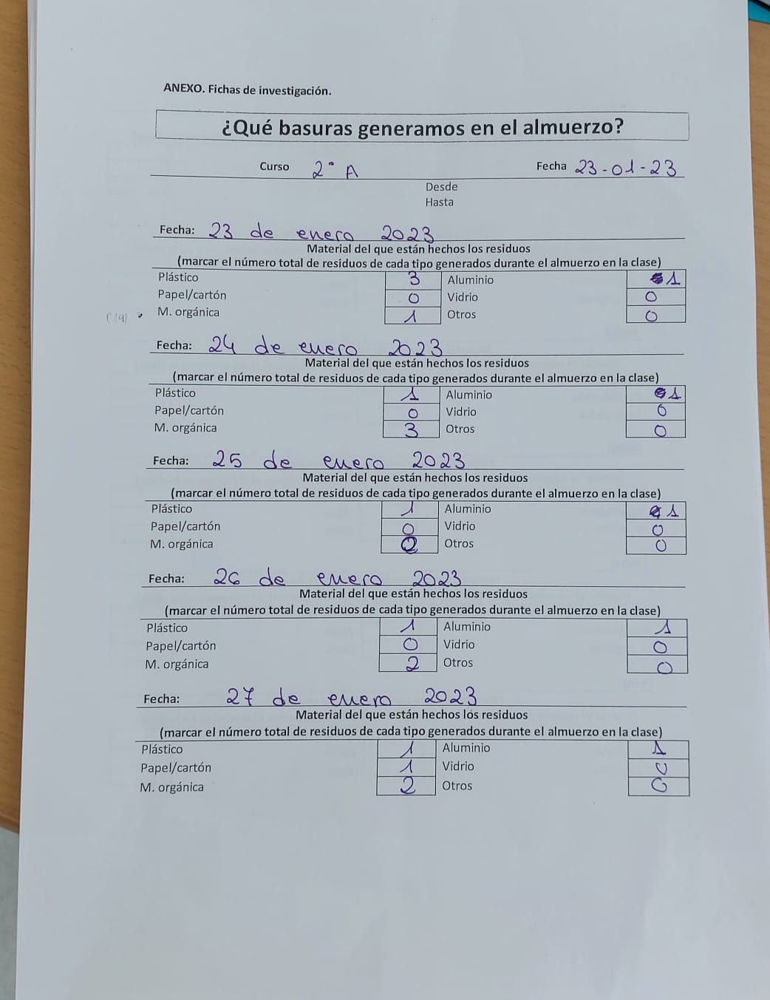 ANEXO. Fichas de investigación.
¿Qué basuras generamos en el almuerzo?
Curso 2º A Fecha 23-01-23
Desde
Hasta
Fecha: 23 de enero 2023
Material del que están hechos los residuos
(marcar el número total de residuos de cada tipo generados durante el almuerzo en la clase)
Plástico 3 Aluminio 1
Papel/cartón 0 Vidrio 0
M. orgánica 1 Otros 0
Fecha: 24 de enero 2023
Material del que están hechos los residuos
(marcar el número total de residuos de cada tipo generados durante el almuerzo en la clase)
Plástico 1 Aluminio 1
Papel/cartón 0 Vidrio 0
M. orgánica 3 Otros 0
Fecha: 25 de enero 2023
Material del que están hechos los residuos
(marcar el número total de residuos de cada tipo generados durante el almuerzo en la clase)
Plástico 1 Aluminio 1
Papel/cartón 0 Vidrio 0
M. orgánica Otros 0
Fecha: 26 de enero 2023
Material del que están hechos los residuos
(marcar el número total de residuos de cada tipo generados durante el almuerzo en la clase)
Plástico 1 Aluminio 1
Papel/cartón 0 Vidrio 0
M. orgánica 2 Otros 0
Fecha: 27 de enero 2023
Material del que están hechos los residuos
(marcar el número total de residuos de cada tipo generados durante el almuerzo en la clase)
Plástico 1 Aluminio 1
Papel/cartón 1 Vidrio 0
M. orgánica 2 Otros 0